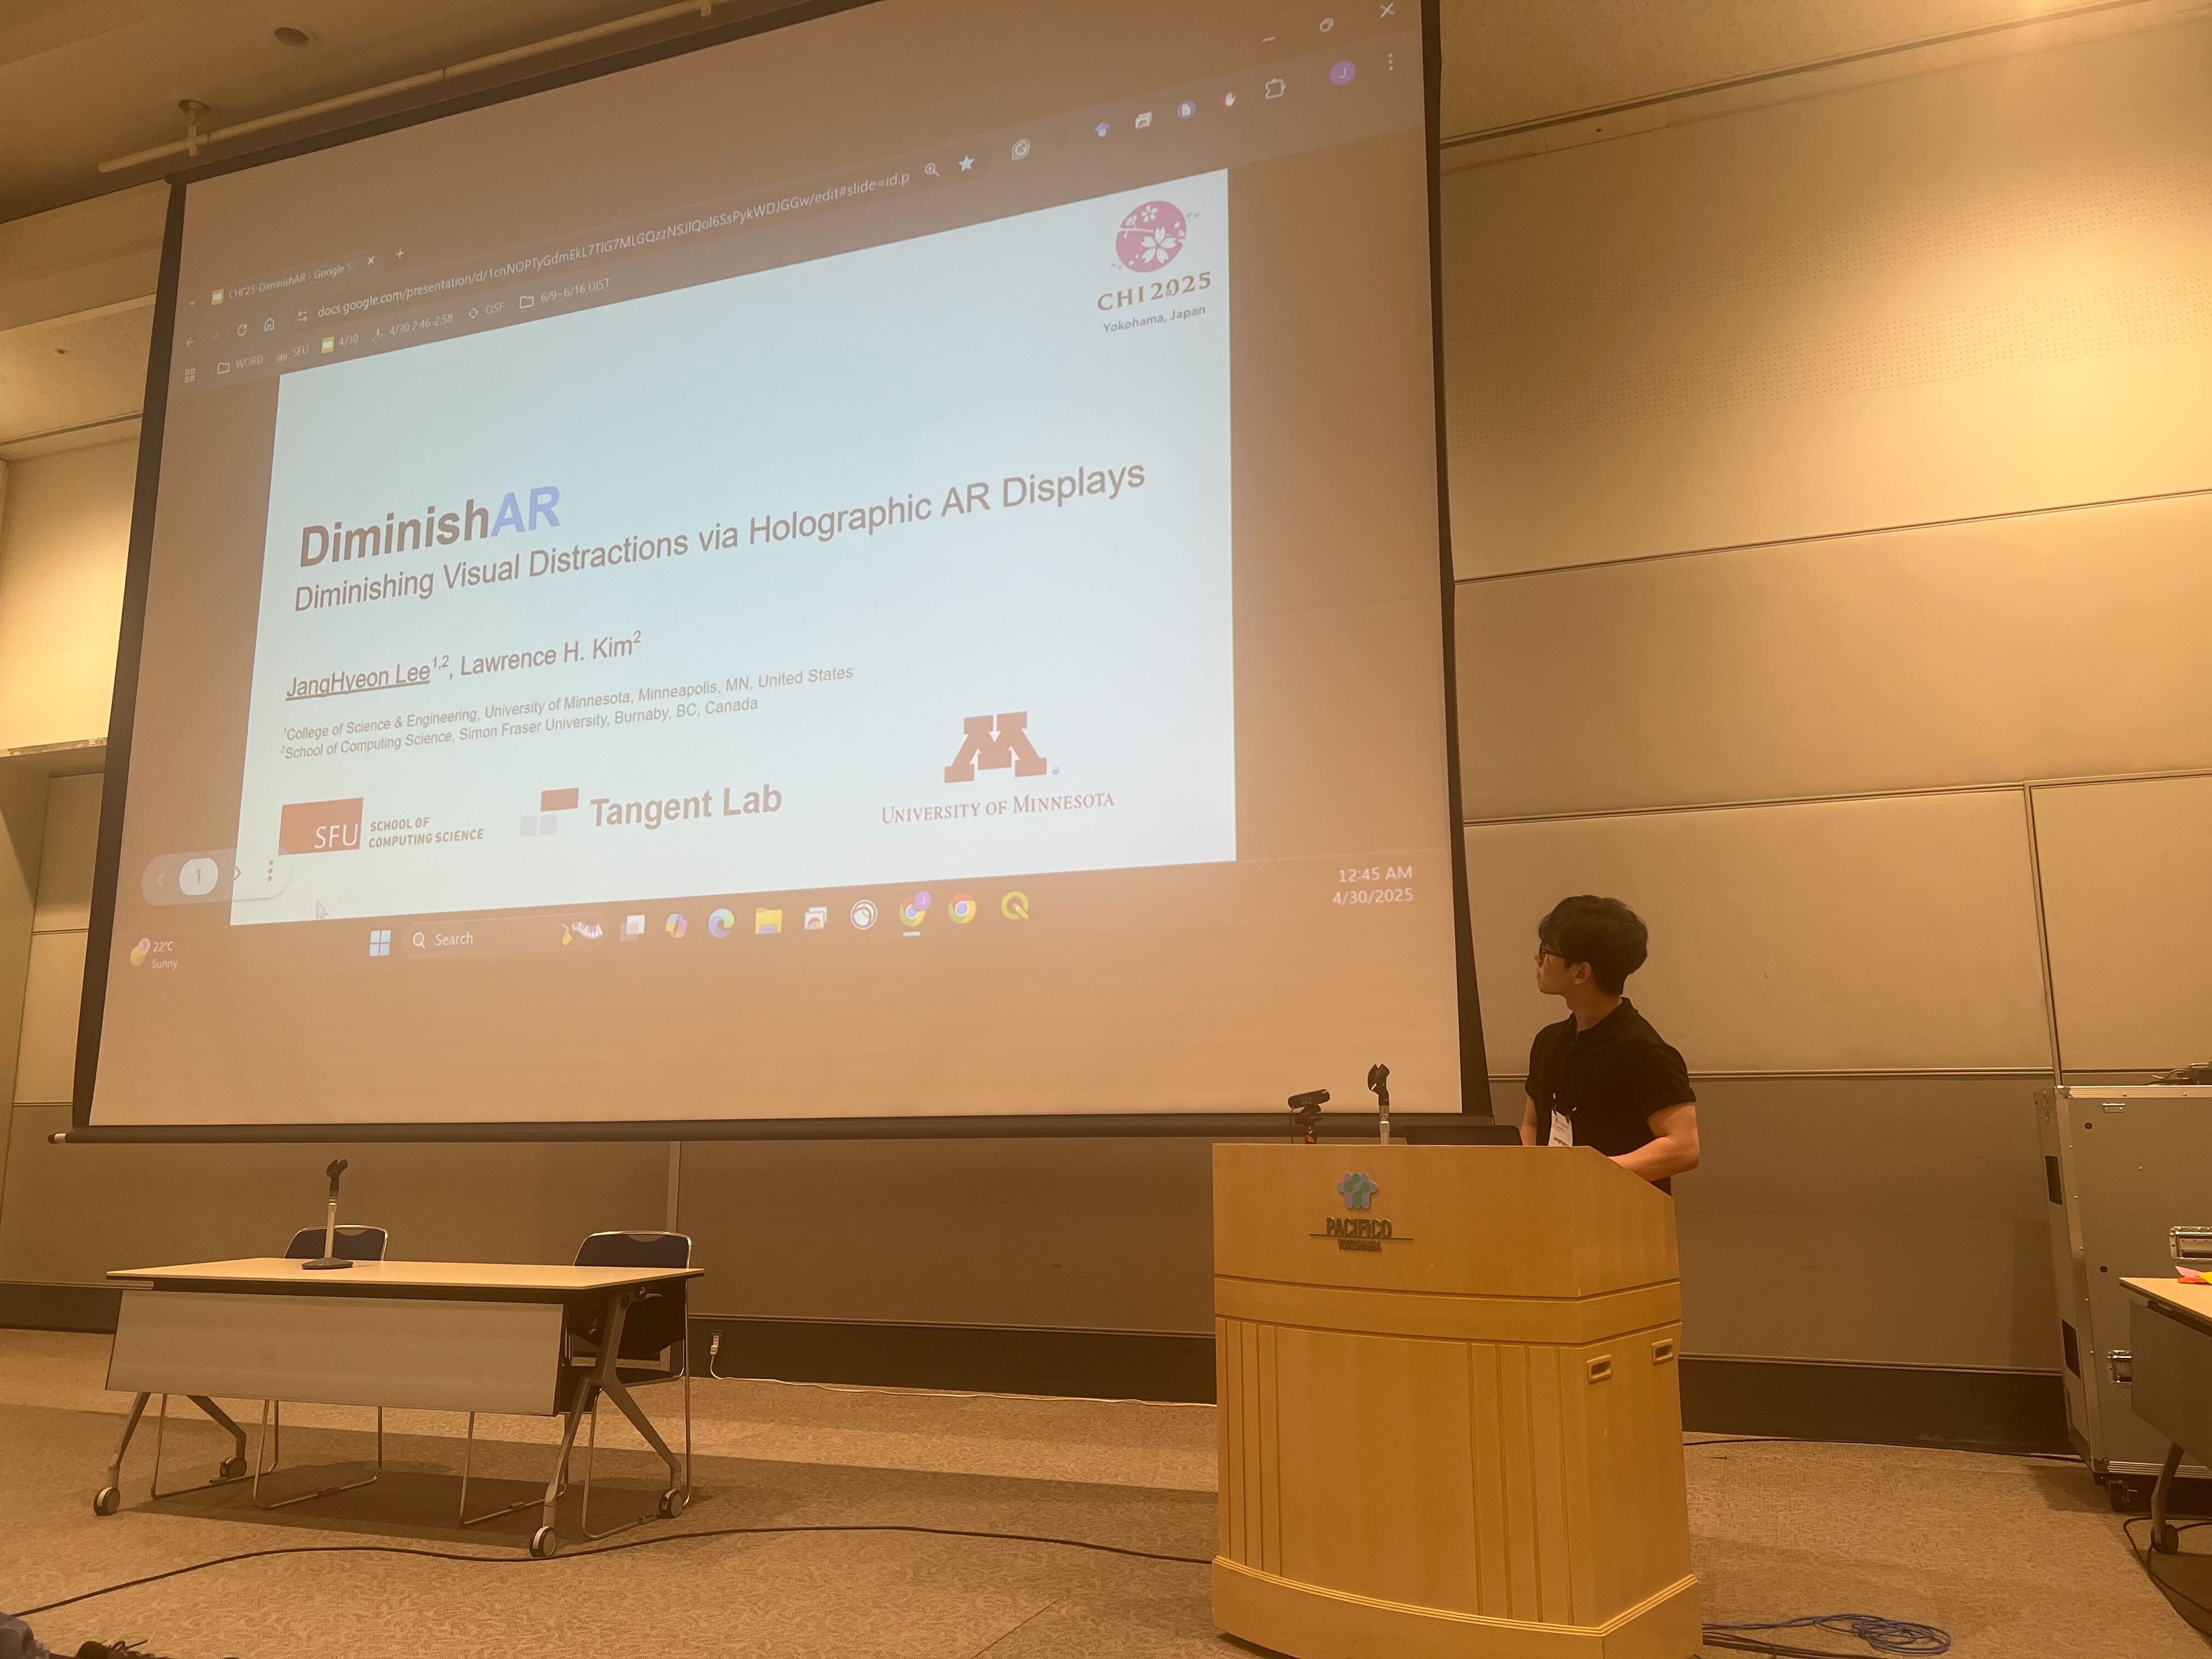 CHI'25-DiminishAR - Google S
docs.google.com/presentation/d/1cnNOPTyGdmEkL7TlG7MLGQzzNSJlQol6SsPykWDJGGw/edit#slide=id.p
J
WORD
SFU
4/30
4/30 2:46-2:58
OSF
6/9~6/16 UIST
CHI 2025
Yokohama, Japan
DiminishAR
Diminishing Visual Distractions via Holographic AR Displays
JangHyeon Lee1,2, Lawrence H. Kim2
1College of Science & Engineering, University of Minnesota, Minneapolis, MN, United States
2School of Computing Science, Simon Fraser University, Burnaby, BC, Canada
SFU
SCHOOL OF
COMPUTING SCIENCE
Tangent Lab
M
UNIVERSITY OF MINNESOTA
1
22°C
Sunny
Search
12:45 AM
4/30/2025
PACIFICO
YOKOHAMA